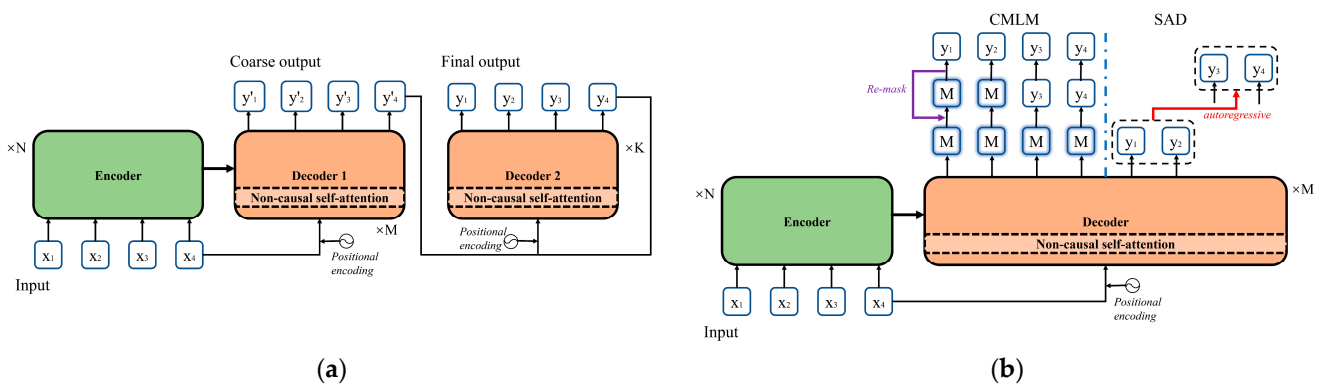 Coarse output
Final output
y'1 y'2 y'3 y'4
y1 y2 y3 y4
×N
Encoder
Decoder 1
Non-causal self-attention
×M
Decoder 2
Non-causal self-attention
×K
x1 x2 x3 x4
Positional
encoding
Positional
encoding
Input
(a)
CMLM
SAD
y1 y2 y3 y4
Re-mask
M M y3 y4
M M M M
y3 y4
autoregressive
y1 y2
×N
Encoder
Decoder
Non-causal self-attention
×M
x1 x2 x3 x4
Positional
encoding
Input
(b)